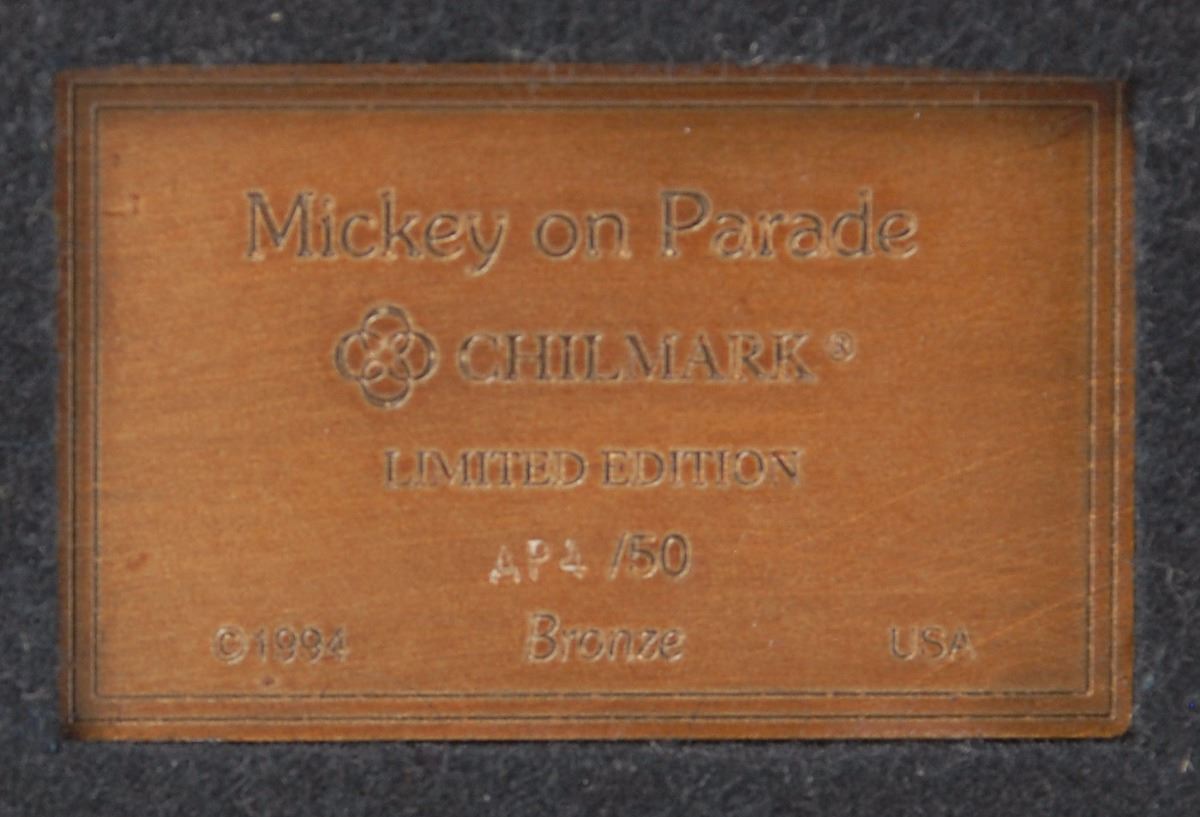 Mickey on Parade
CHILMARK ®
LIMITED EDITION
AP4 /50
©1994 Bronze USA